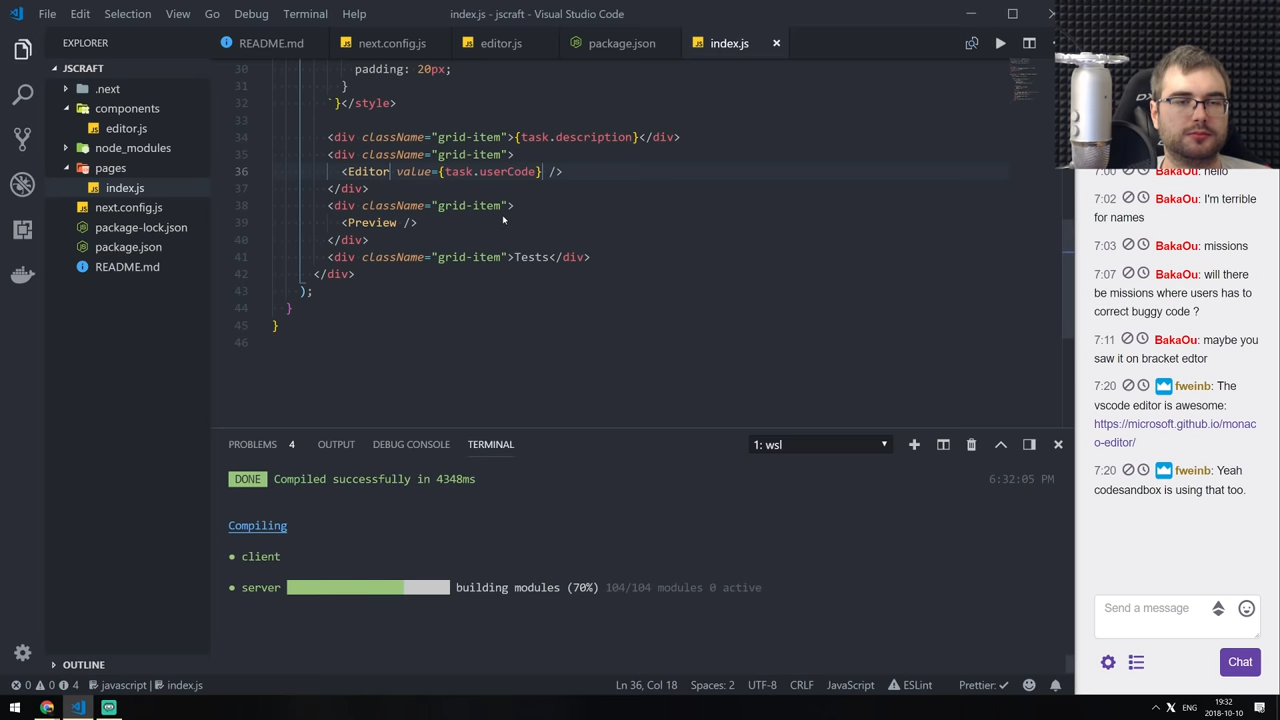 File Edit Selection View Go Debug Terminal Help
index.js - jscraft - Visual Studio Code
EXPLORER
README.md
next.config.js
editor.js
package.json
index.js
JSCRAFT
.next
components
editor.js
node_modules
pages
index.js
next.config.js
package-lock.json
package.json
README.md
OUTLINE
30 padding: 20px;
31 }
32 `}</style>
33
34 <div className="grid-item">{task.description}</div>
35 <div className="grid-item">
36 <Editor value={task.userCode} />
37 </div>
38 <div className="grid-item">
39 <Preview />
40 </div>
41 <div className="grid-item">Tests</div>
42 </div>
43 );
44 }
45 }
46
PROBLEMS 4 OUTPUT DEBUG CONSOLE TERMINAL
1: wsl
DONE Compiled successfully in 4348ms
6:32:05 PM
Compiling
• client
• server building modules (70%) 104/104 modules 0 active
0 0 4 javascript | index.js
Ln 36, Col 18 Spaces: 2 UTF-8 CRLF JavaScript ESLint Prettier: ✓
7:00 BakaOu: hello
7:02 BakaOu: I'm terrible
for names
7:03 BakaOu: missions
7:07 BakaOu: will there
be missions where users has to
correct buggy code ?
7:11 BakaOu: maybe you
saw it on bracket edtor
7:20 fweinb: The
vscode editor is awesome:
https://microsoft.github.io/monac
o-editor/
7:20 fweinb: Yeah
codesandbox is using that too.
Send a message
Chat
ENG
19:32
2018-10-10